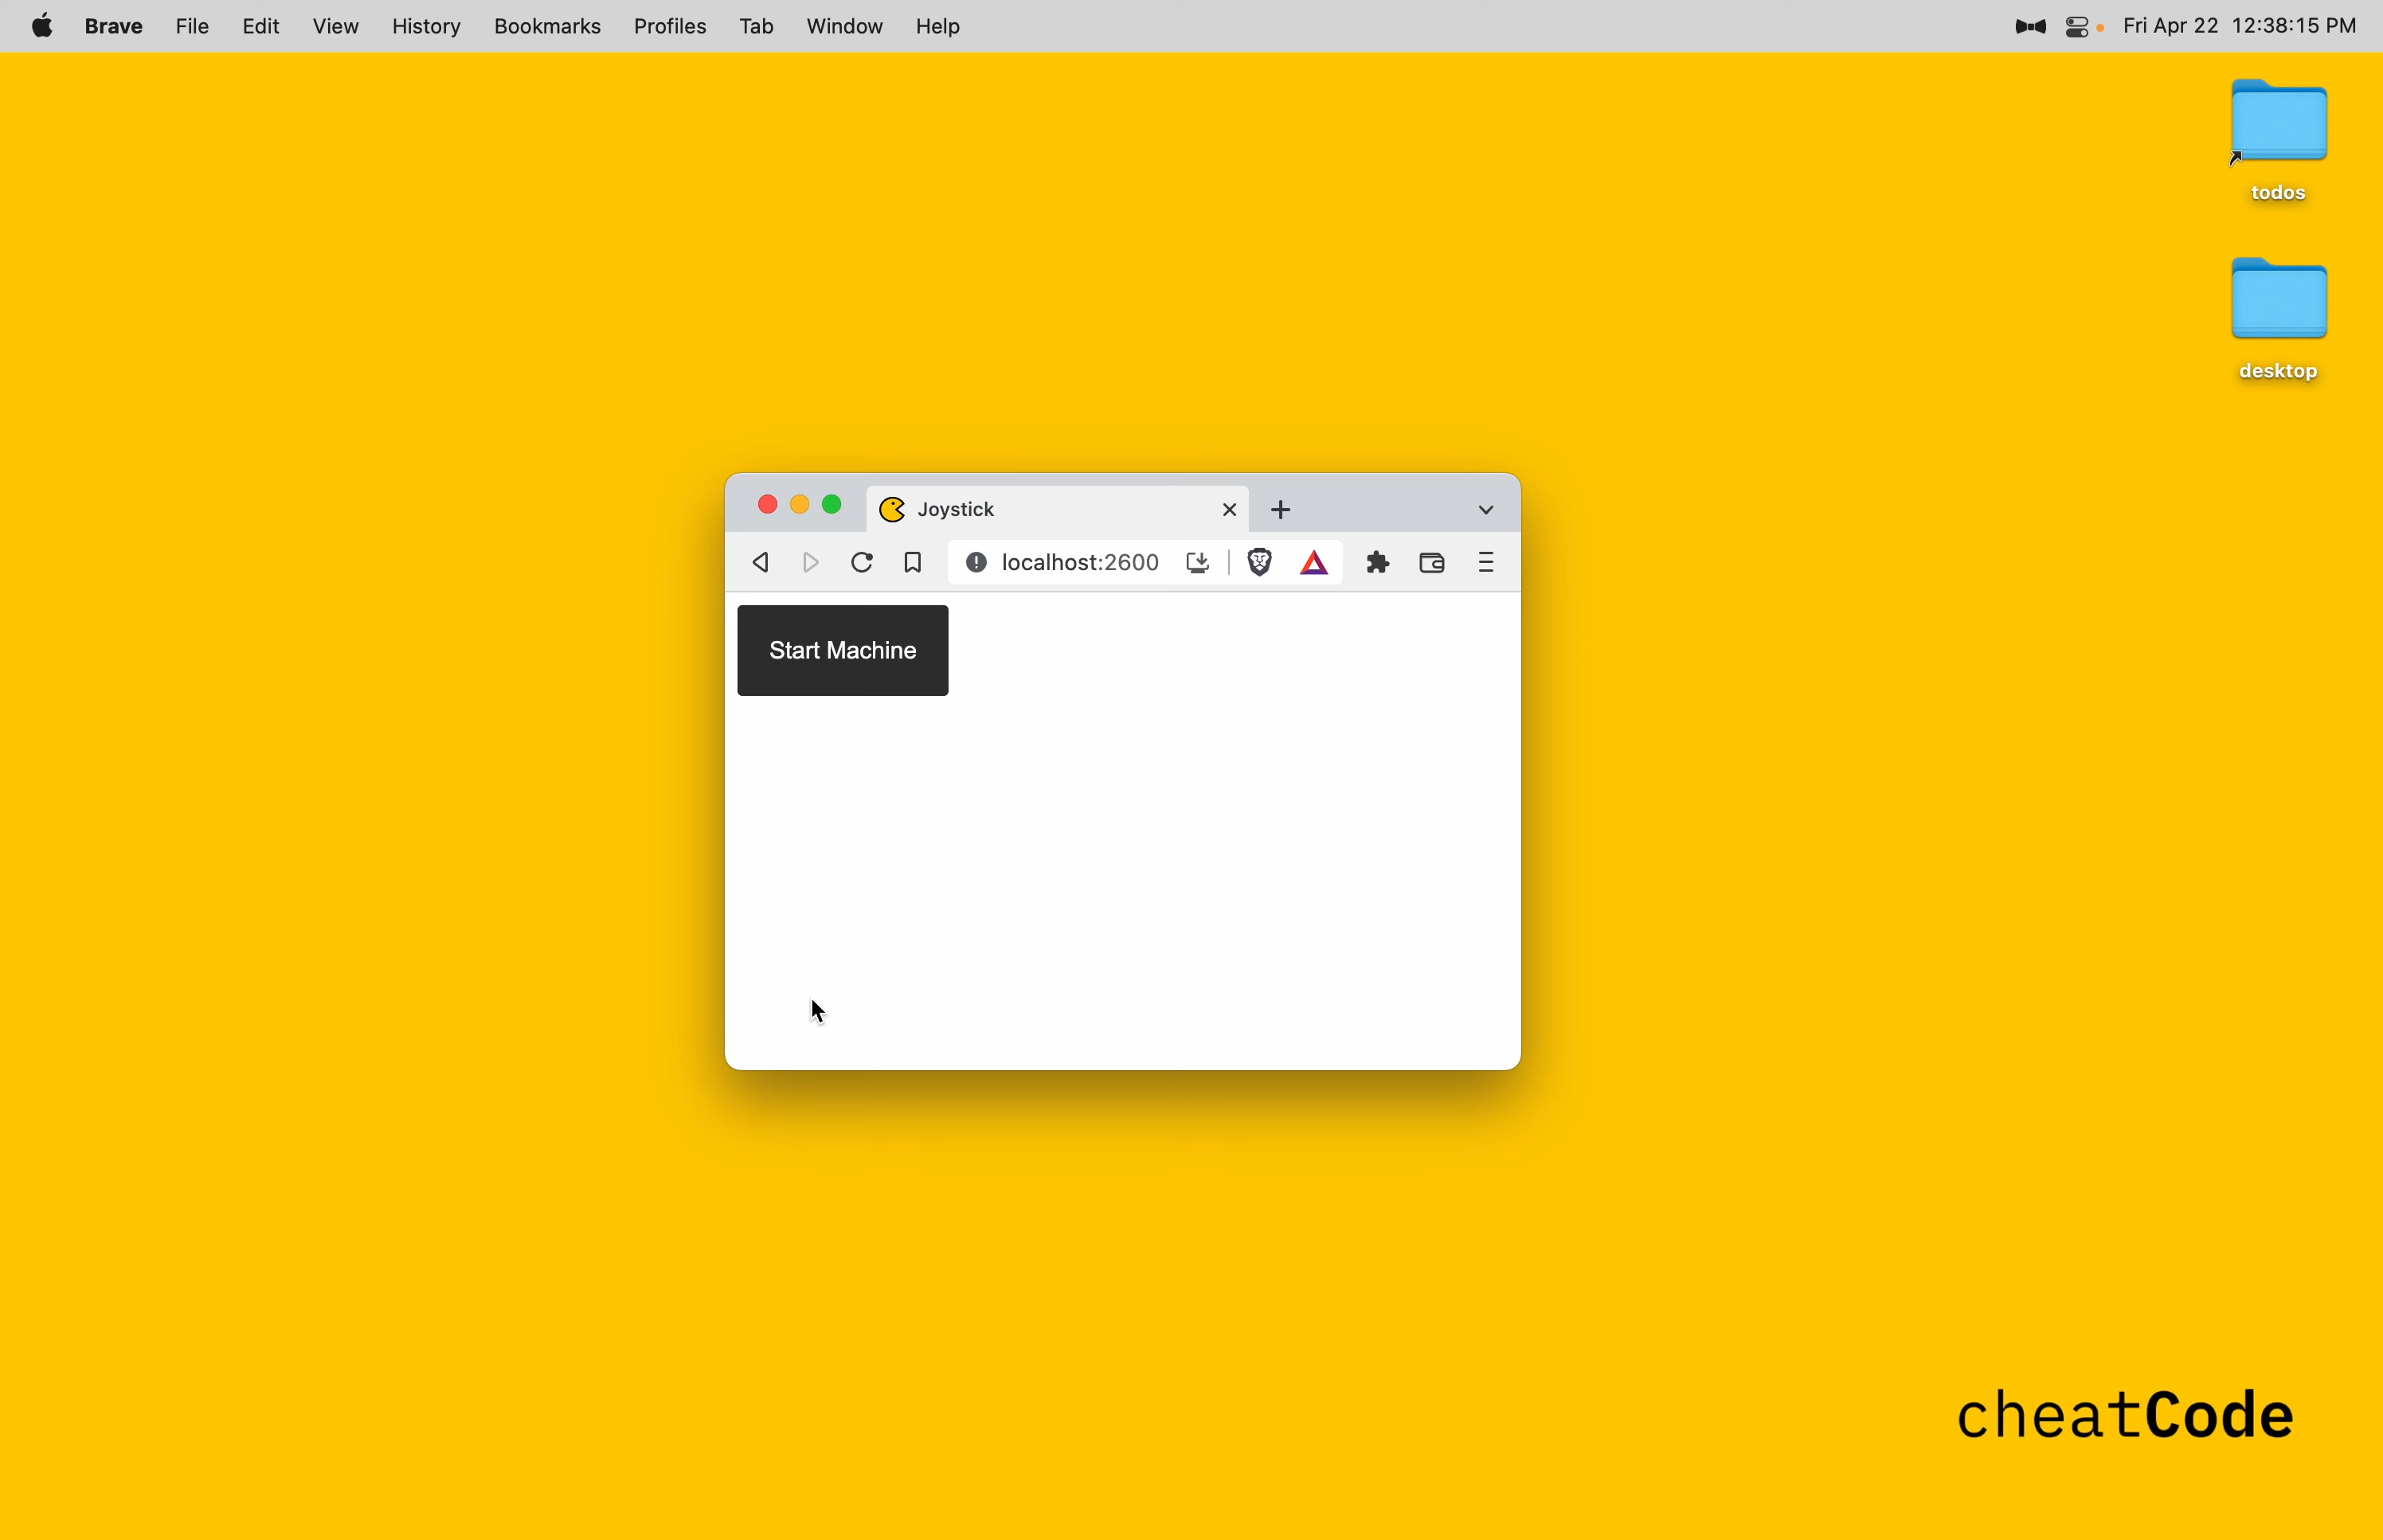 Brave File Edit View History Bookmarks Profiles Tab Window Help Fri Apr 22 12:38:15 PM
todos
desktop
Joystick
localhost:2600
Start Machine
cheatCode